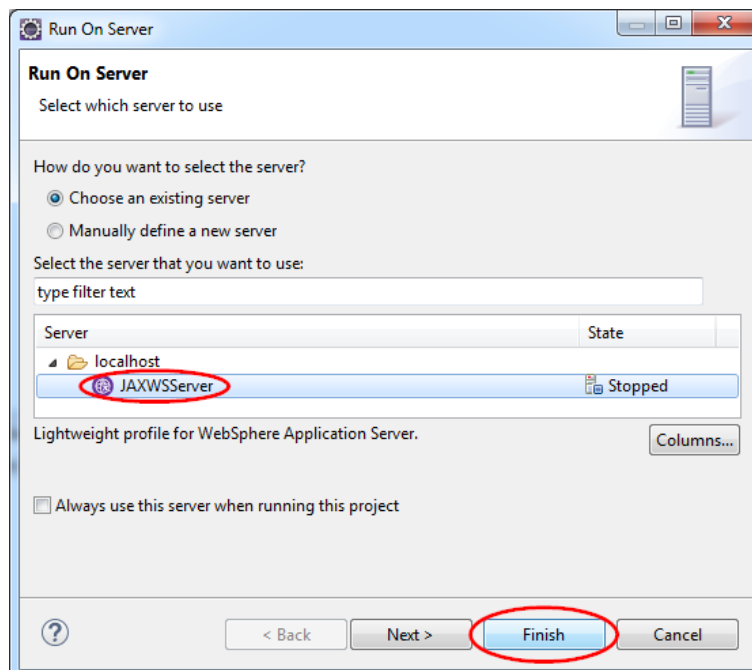 Run On Server
Run On Server
Select which server to use
How do you want to select the server?
Choose an existing server
Manually define a new server
Select the server that you want to use:
type filter text
Server State
localhost
JAXWSServer Stopped
Lightweight profile for WebSphere Application Server.
Columns...
Always use this server when running this project
? < Back Next > Finish Cancel